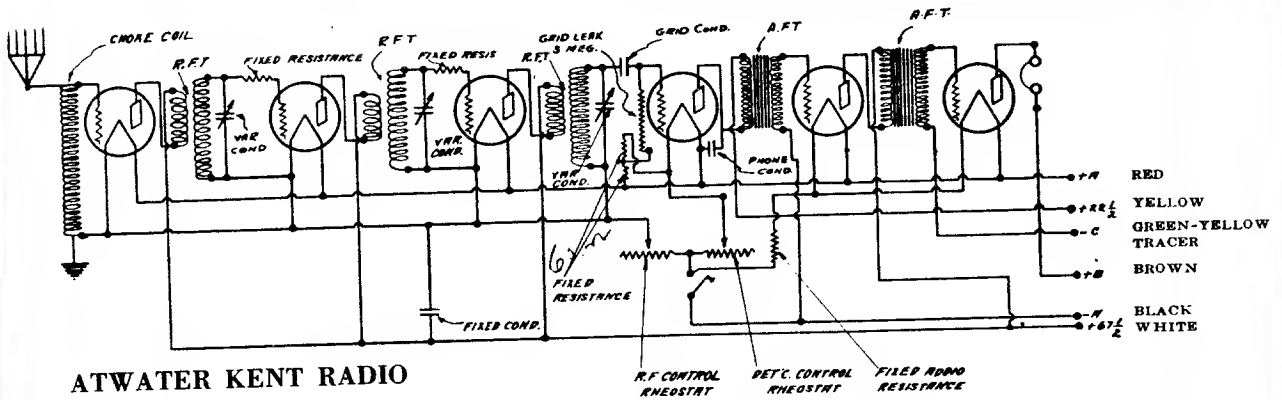 A.F.T.
CHOKE COIL
R.F.T
GRID LEAK
3 MEG.
GRID COND.
A.FT
FIXED RESISTANCE
R.F.T
FIXED RESIS
R.F.T
VAR.
COND
VAR.
COND.
VAR
COND.
PHONE
COND.
+A RED
+22½ YELLOW
-C GREEN-YELLOW
TRACER
+B BROWN
FIXED
RESISTANCE
FIXED COND.
-A BLACK
+67½ WHITE
ATWATER KENT RADIO
R.F CONTROL
RHEOSTAT
DET'C. CONTROL
RHEOSTAT
FIXED AUDIO
RESISTANCE